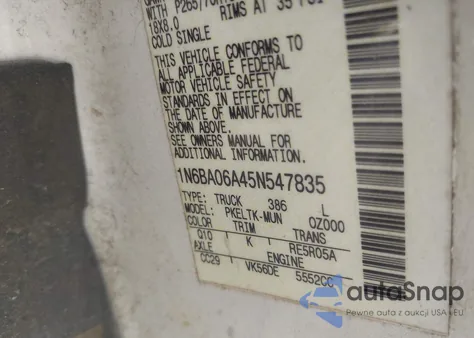 WITH P265/70R
18X8.0 RIMS AT 35 PSI
COLD SINGLE
THIS VEHICLE CONFORMS TO
ALL APPLICABLE FEDERAL
MOTOR VEHICLE SAFETY
STANDARDS IN EFFECT ON
THE DATE OF MANUFACTURE
SHOWN ABOVE.
SEE OWNERS MANUAL FOR
ADDITIONAL INFORMATION.
1N6BA06A45N547835
TYPE: TRUCK 386 L
MODEL: PKELTK-MUN OZ000
COLOR TRIM TRANS
Q10 K RE5R05A
AXLE ENGINE
CC29 VK56DE 5552CC
autoSnap
Pewne auta z aukcji USA i EU